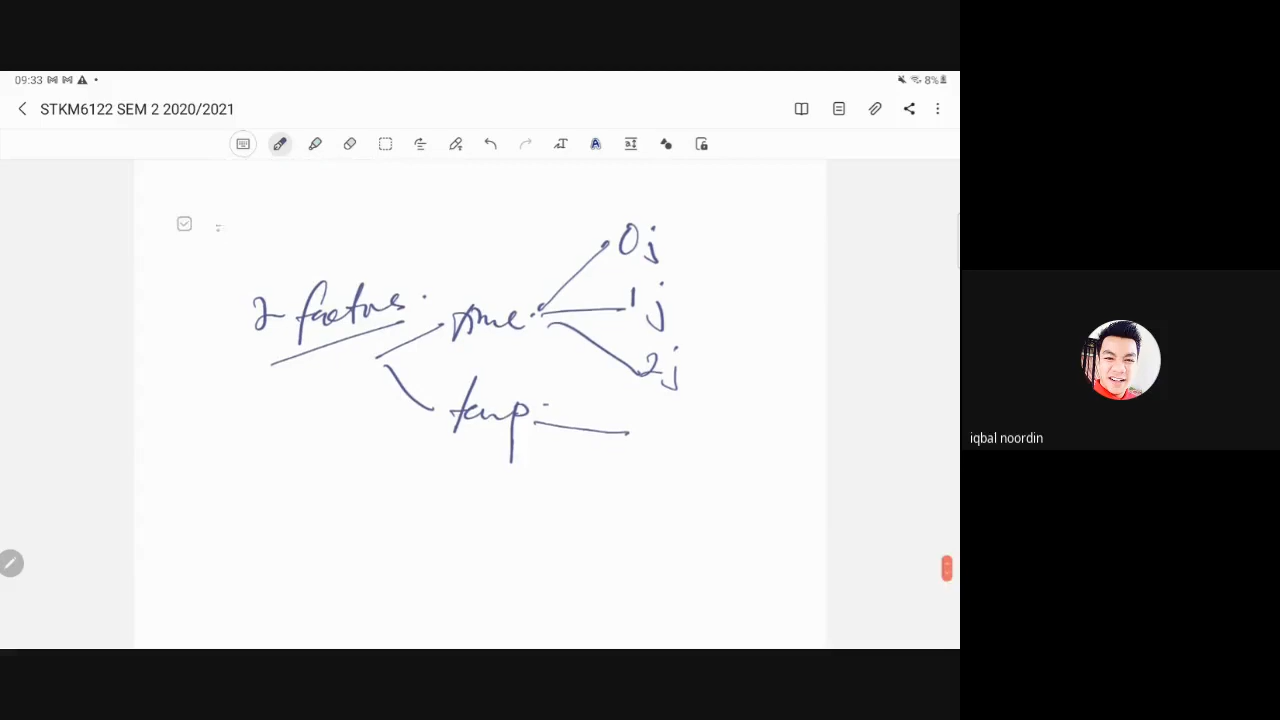 09:33
8%
STKM6122 SEM 2 2020/2021
0j
2 factors:
time:
1j
2j
temp:
iqbal noordin